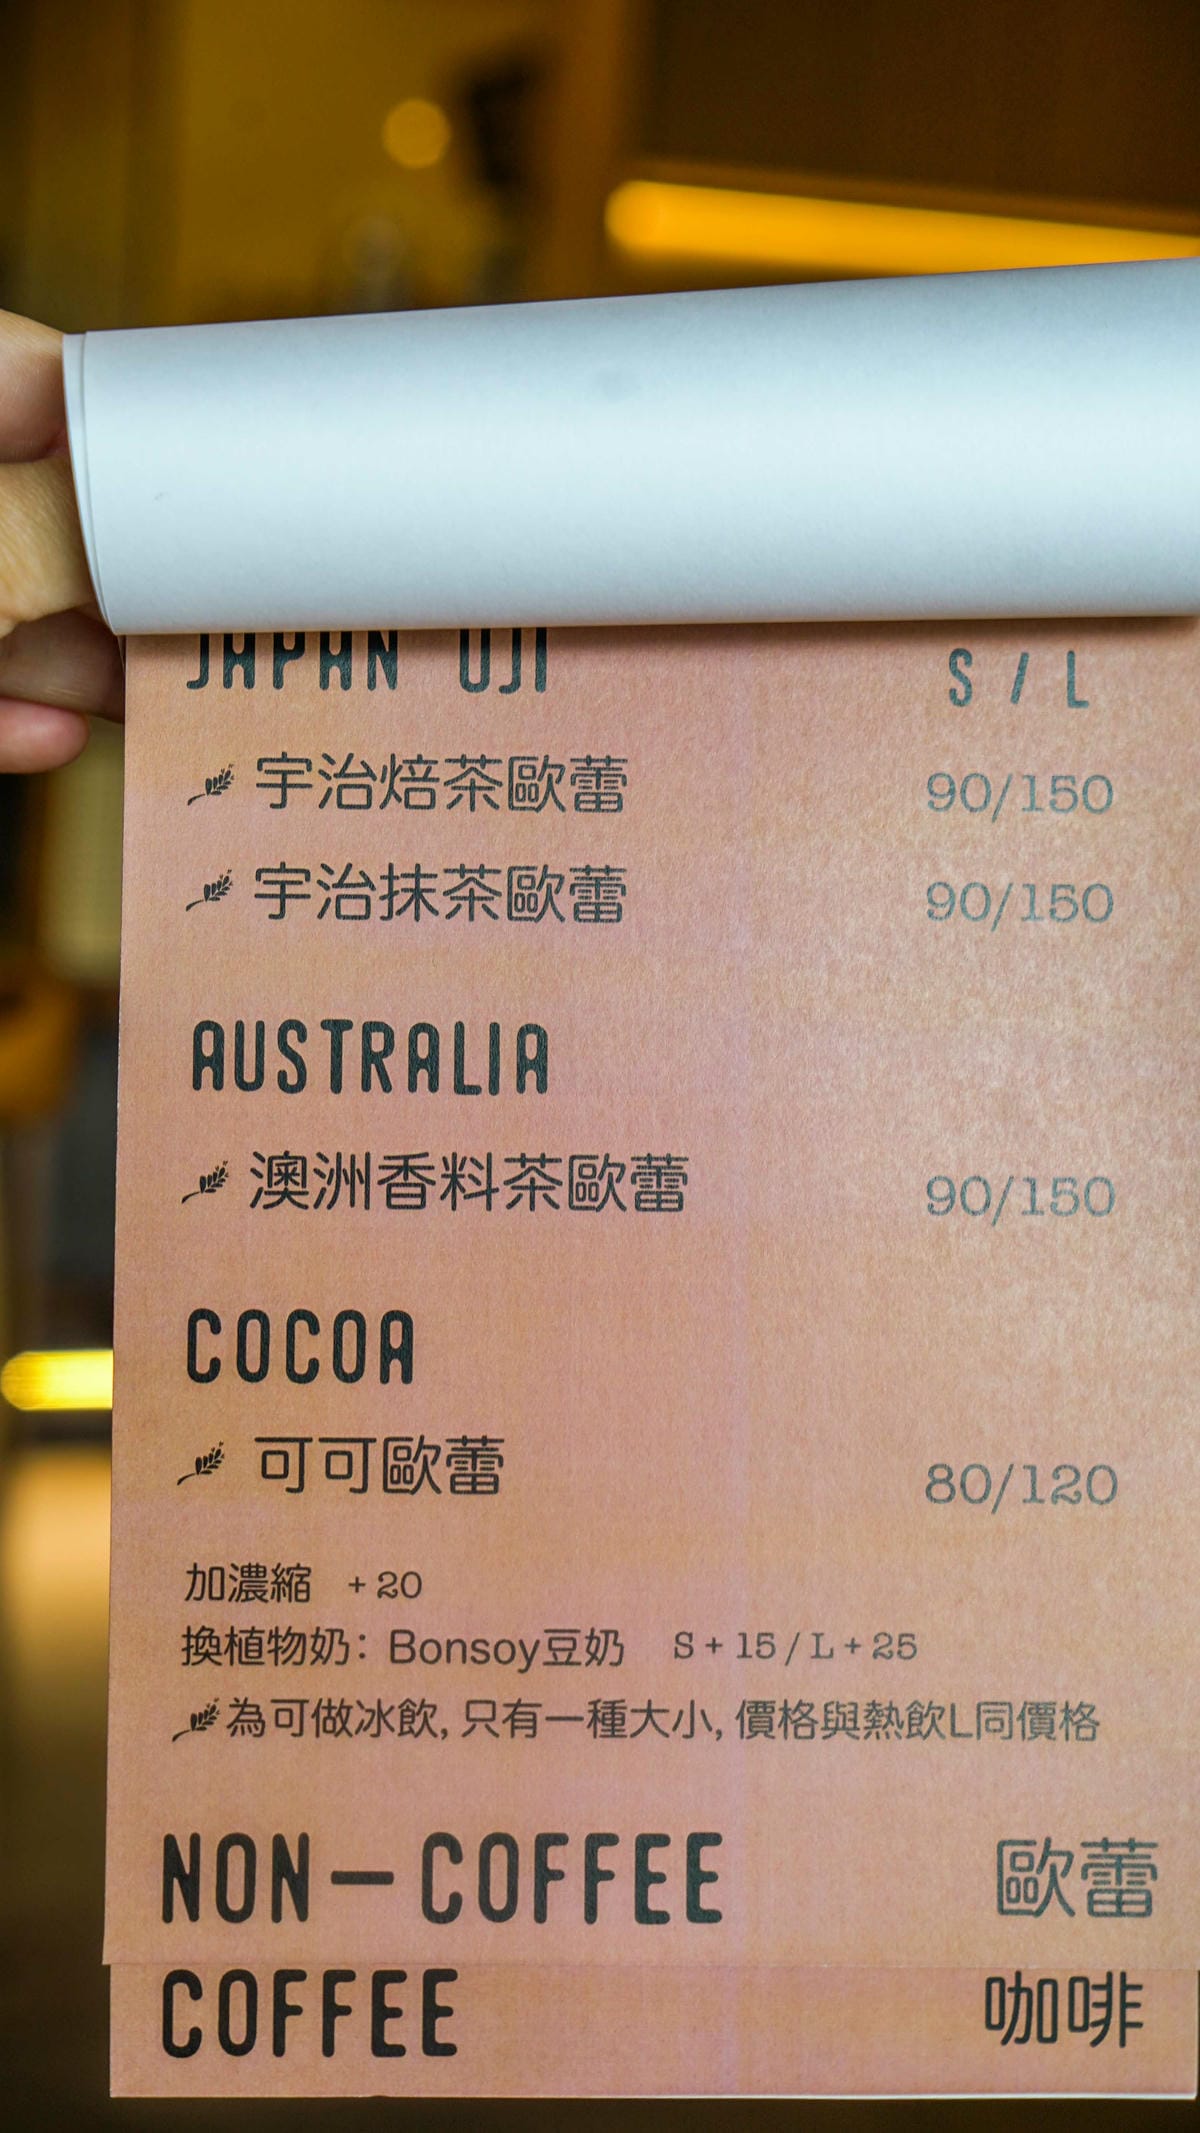 JAPAN UJI S / L
宇治焙茶歐蕾 90/150
宇治抹茶歐蕾 90/150
AUSTRALIA
澳洲香料茶歐蕾 90/150
COCOA
可可歐蕾 80/120
加濃縮 +20
換植物奶：Bonsoy豆奶 S+15/L+25
為可做冰飲, 只有一種大小, 價格與熱飲L同價格
NON-COFFEE 歐蕾
COFFEE 咖啡